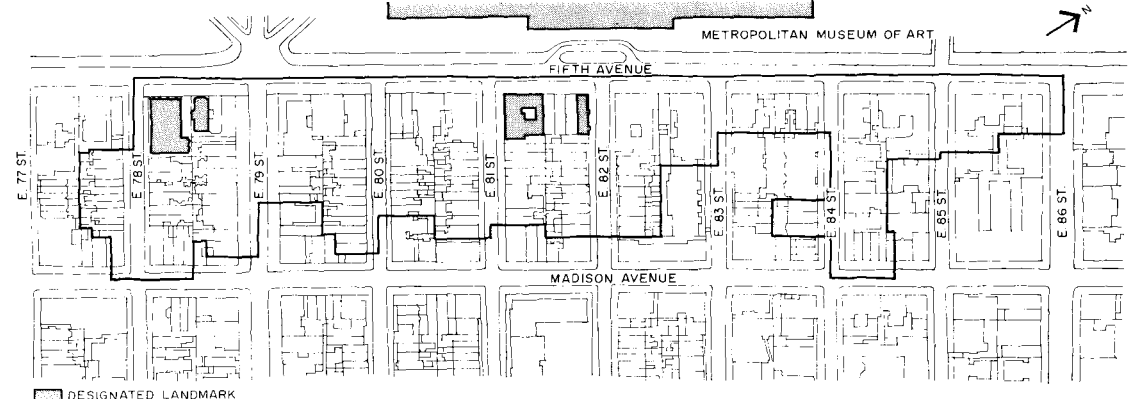 N
METROPOLITAN MUSEUM OF ART
FIFTH AVENUE
E. 77 ST.
E. 78 ST.
E. 79 ST.
E. 80 ST.
E. 81 ST.
E. 82 ST.
E. 83 ST.
E. 84 ST.
E. 85 ST.
E. 86 ST.
MADISON AVENUE
DESIGNATED LANDMARK